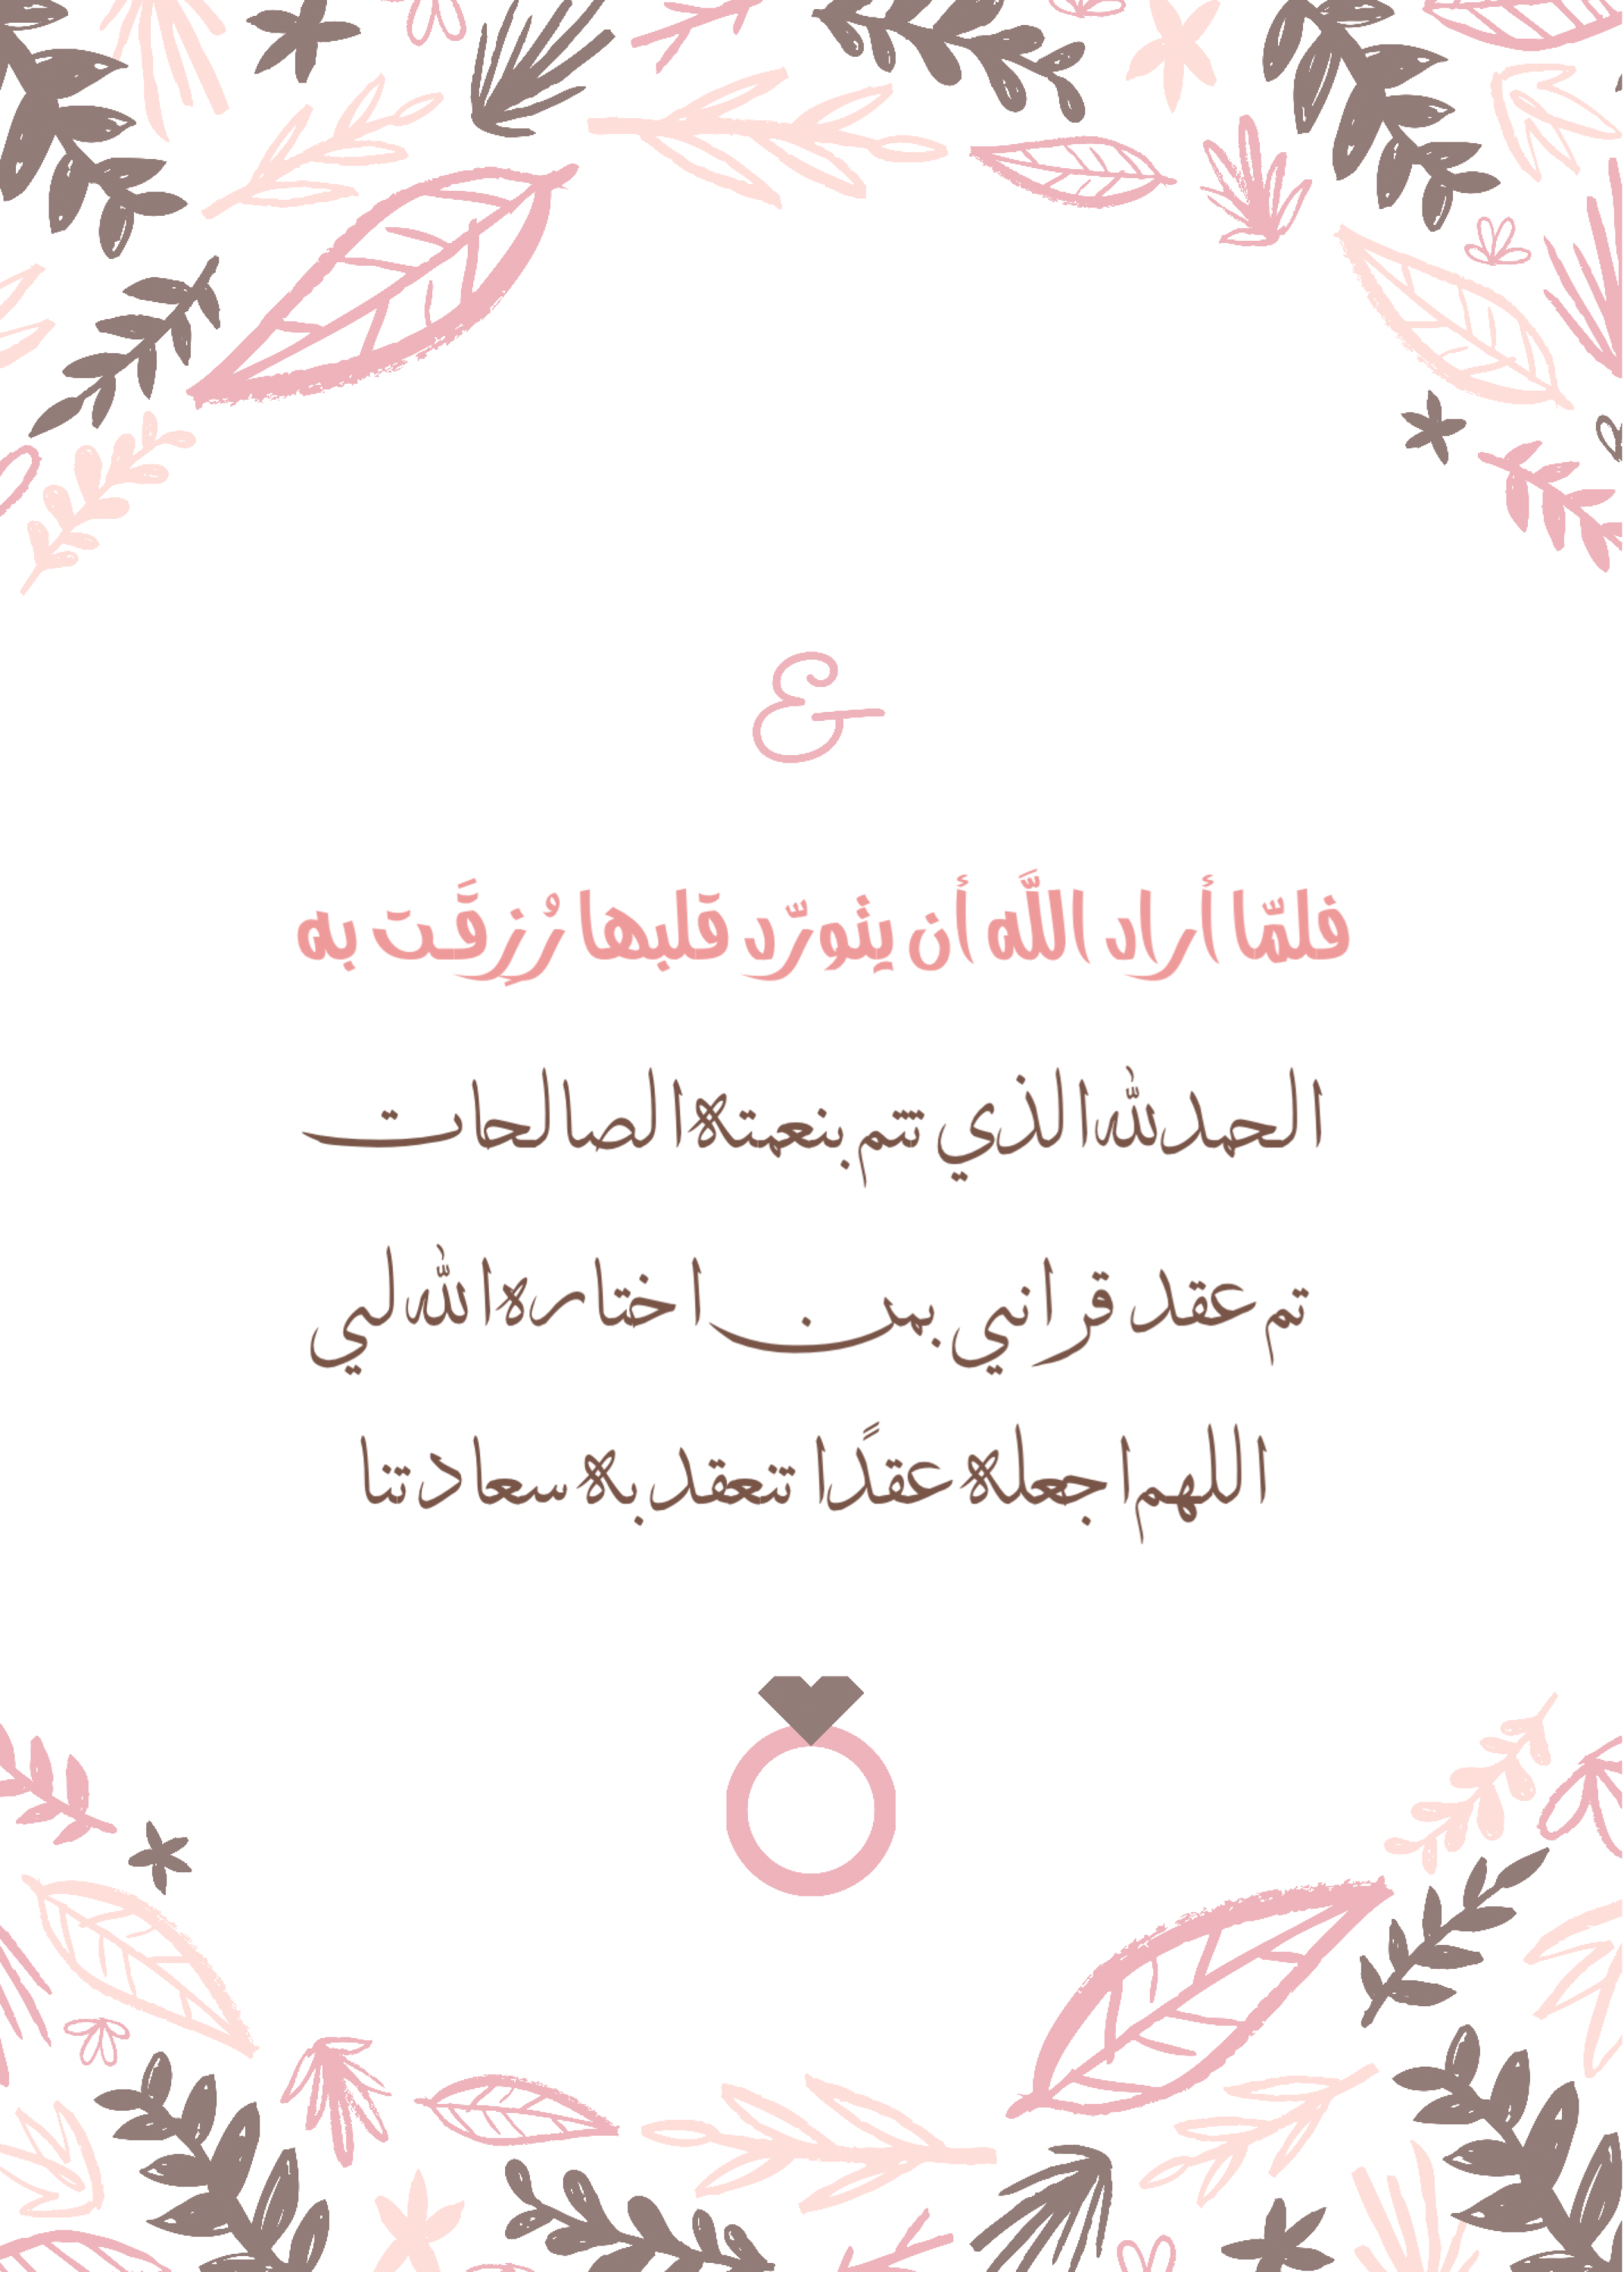 &
فلمّا أراد اللَّه أن يتورّد قلبها رُزِقَت به
الحمدلله الذي تتم بنعمته الصالحات
تم عقد قراني بمن اختاره الله لي
اللهم اجعله عقدًا تنعقد به سعادتنا